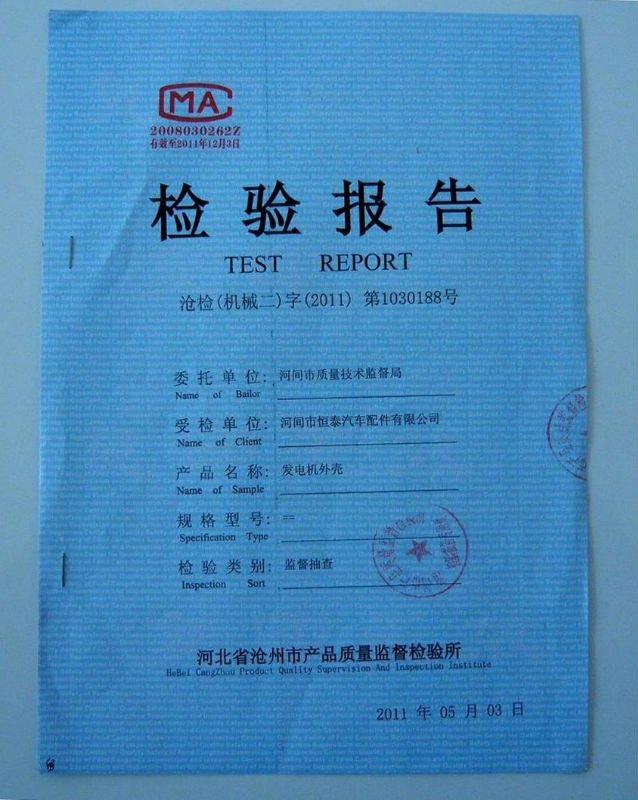 CMA
2008030262Z
有效至2011年12月3日
检验报告
TEST REPORT
沧检(机械二)字(2011) 第1030188号
委托单位: 河间市质量技术监督局
Name of Bailor
受检单位: 河间市恒泰汽车配件有限公司
Name of Client
产品名称: 发电机外壳
Name of Sample
规格型号: ==
Specification Type
检验类别: 监督抽查
Inspection Sort
河北省沧州市产品质量监督检验所
HeBei CangZhou Product Quality Supervision And Inspection Institute
2011 年 05 月 03 日